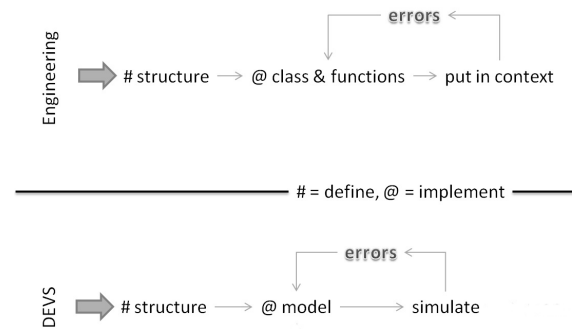 errors
Engineering
# structure @ class & functions put in context
# = define, @ = implement
errors
DEVS
# structure @ model simulate